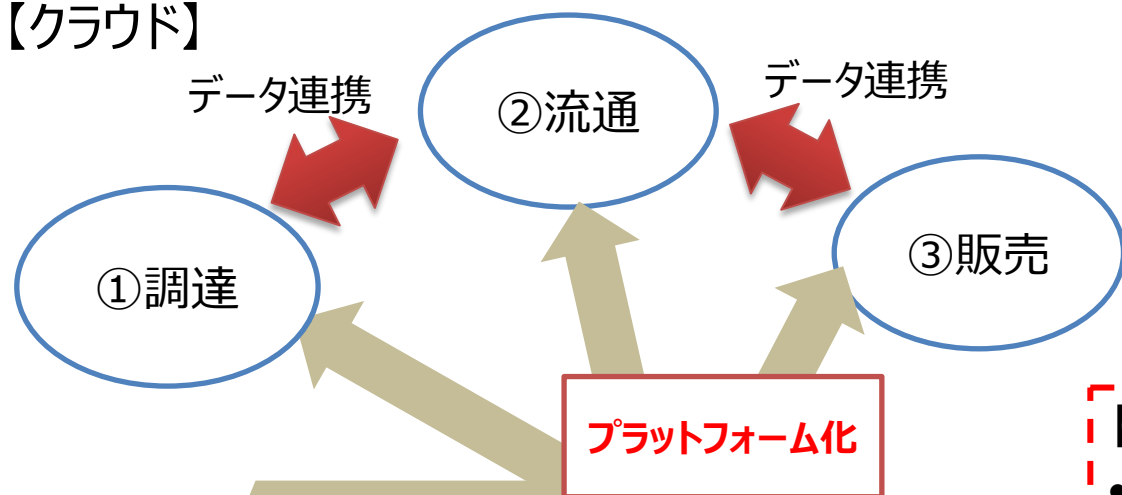 【クラウド】
データ連携
データ連携
②流通
③販売
①調達
プラットフォーム化